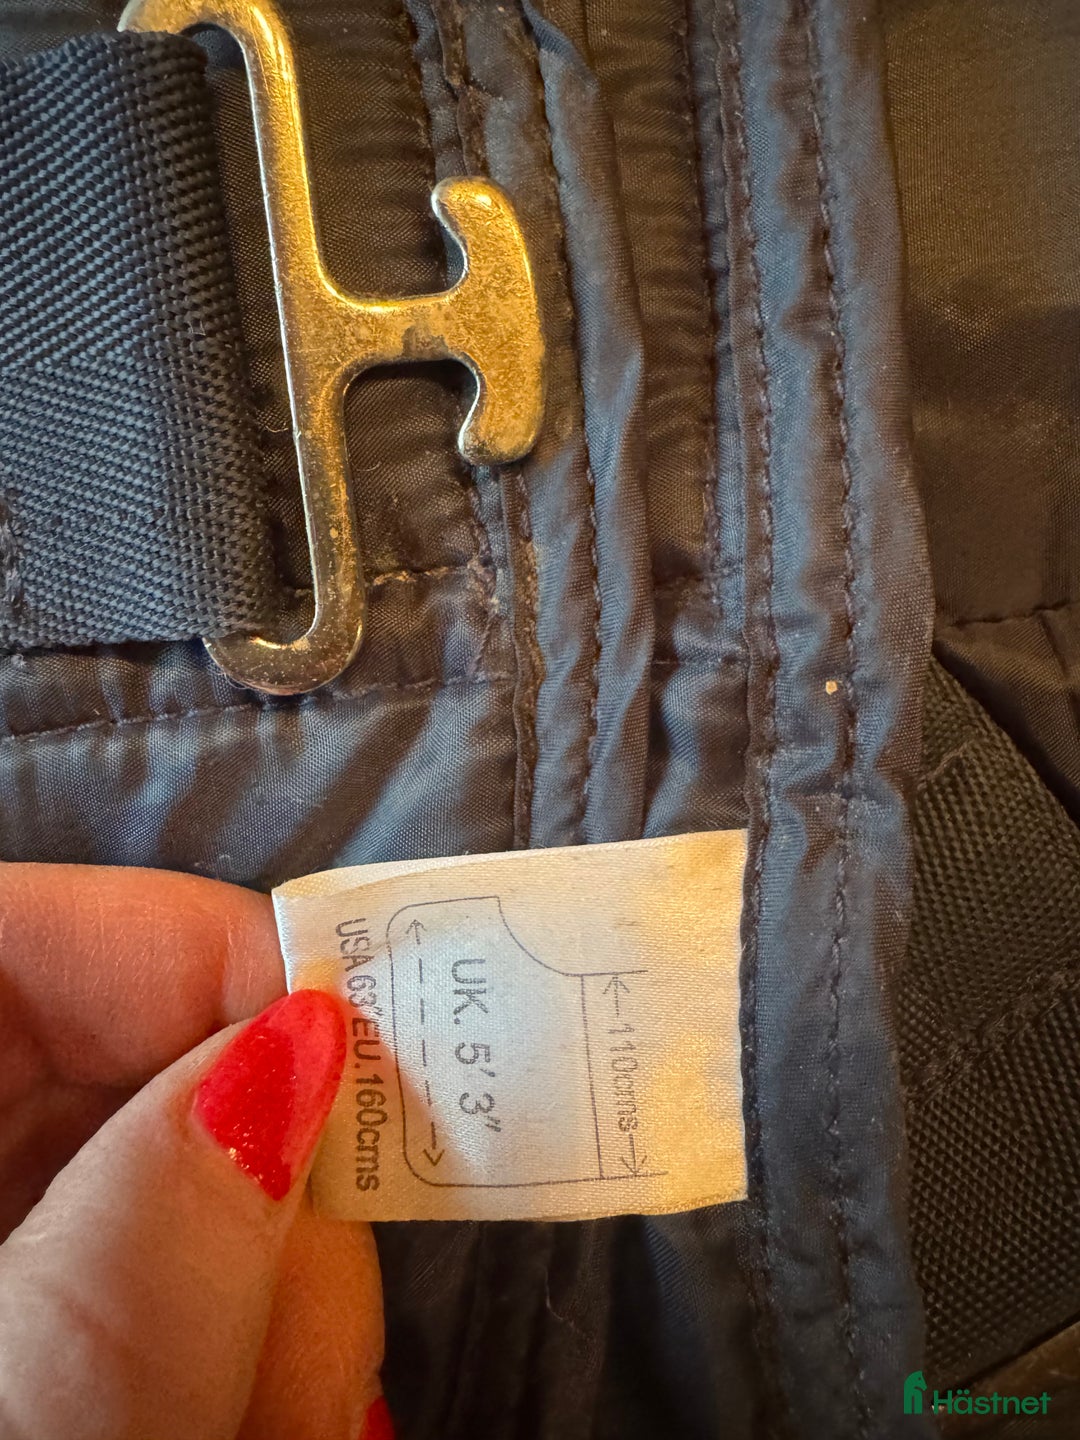 110cms
UK. 5' 3"
USA 63" EU. 160cms
Hästnet